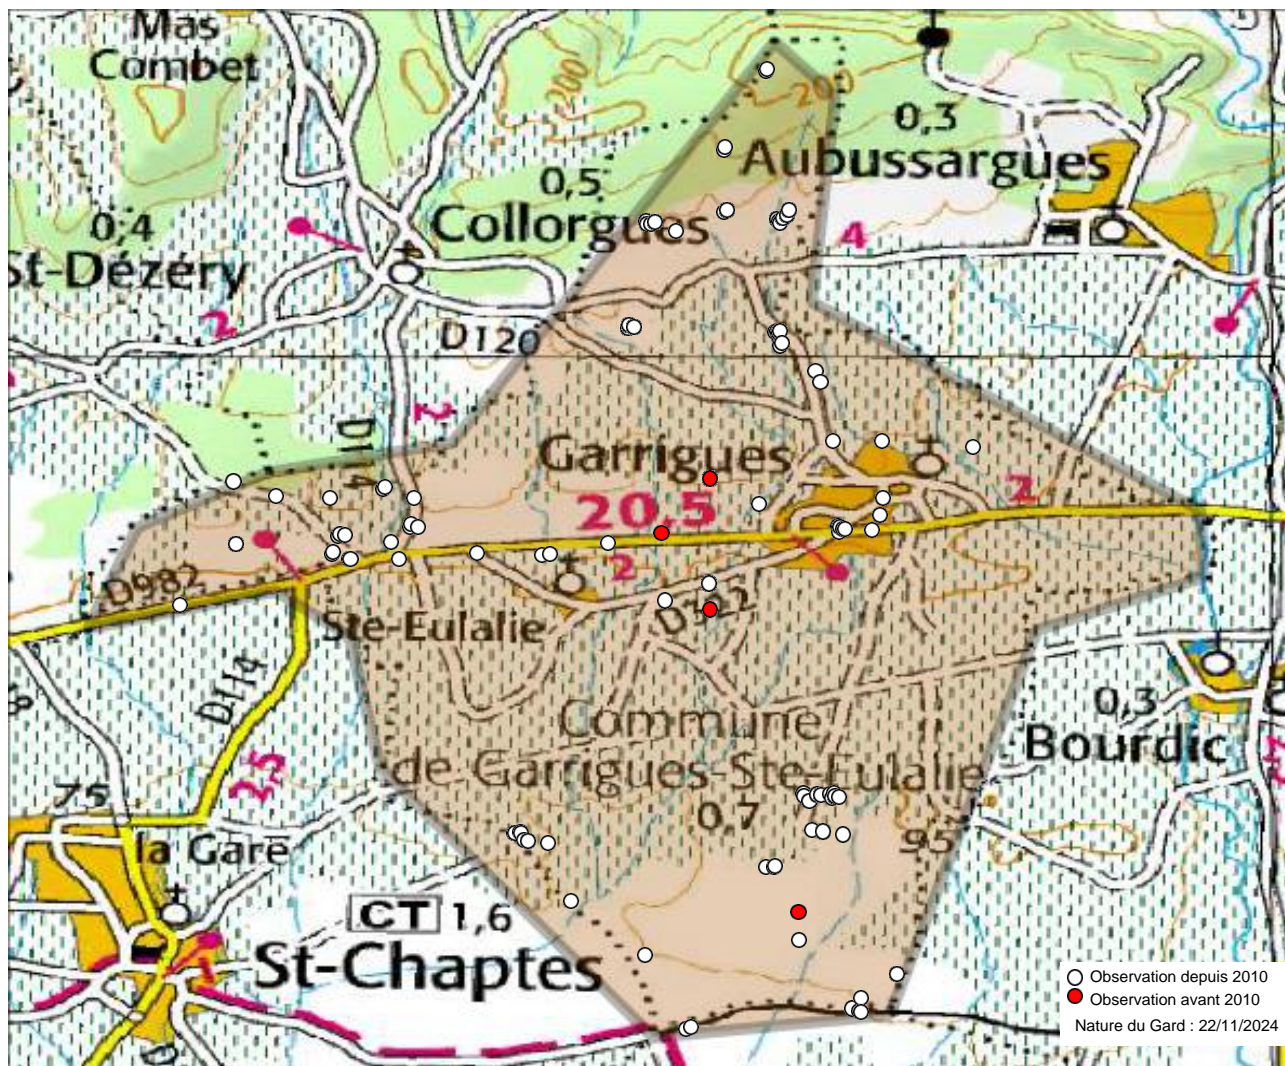 Mas
Combet
200
200
0,3
Aubussargues
0,5
Collorgues
0,4
St-Dézéry
4
2
D120
2
D114
Garrigues
20,5
2
2
D982
Ste-Eulalie
D114
Commune
de Garrigues-Ste-Eulalie
0,7
0,3
Bourdic
2,5
75
la Gare
95
CT 1,6
St-Chaptes
1
Observation depuis 2010
Observation avant 2010
Nature du Gard : 22/11/2024